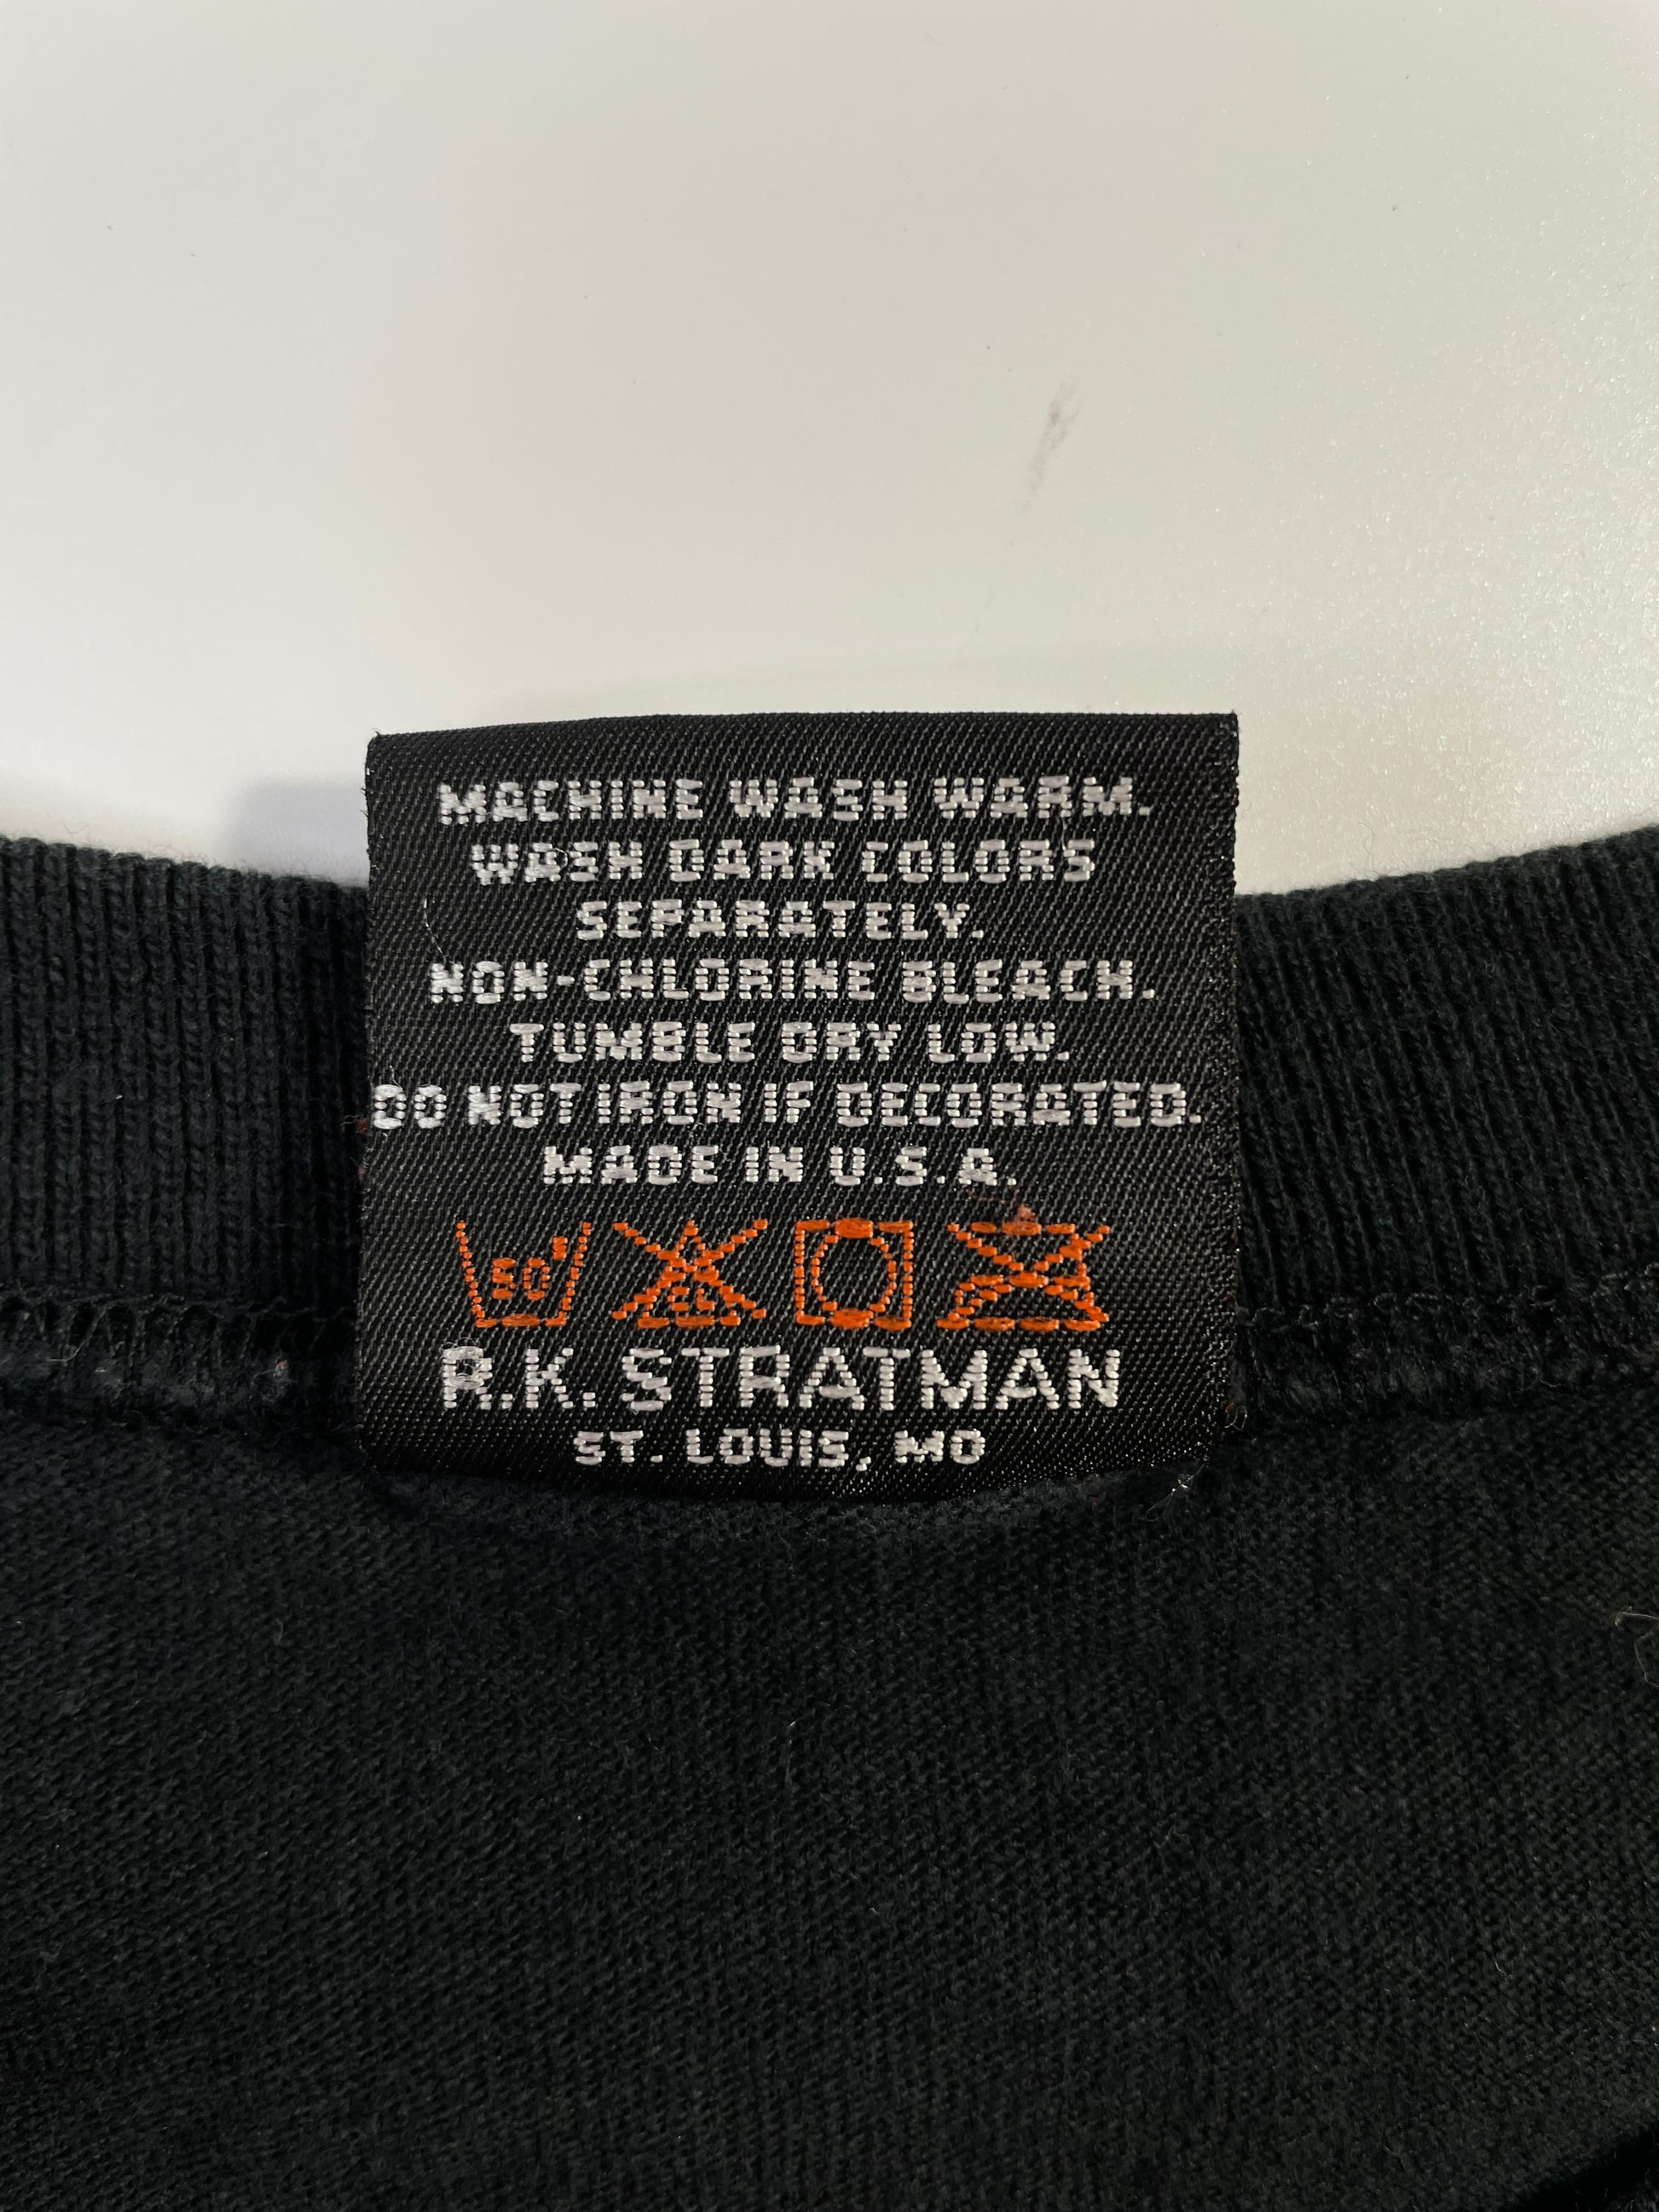 MACHINE WASH WARM.
WASH DARK COLORS
SEPARATELY.
NON-CHLORINE BLEACH.
TUMBLE DRY LOW.
DO NOT IRON IF DECORATED.
MADE IN U.S.A.
50° CL
R.K. STRATMAN
ST. LOUIS, MO